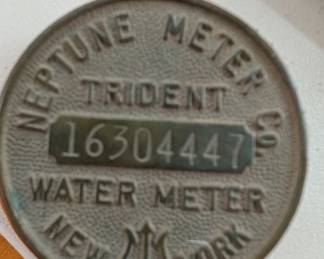 NEPTUNE METER CO.
TRIDENT
16304447
WATER METER
NEW YORK